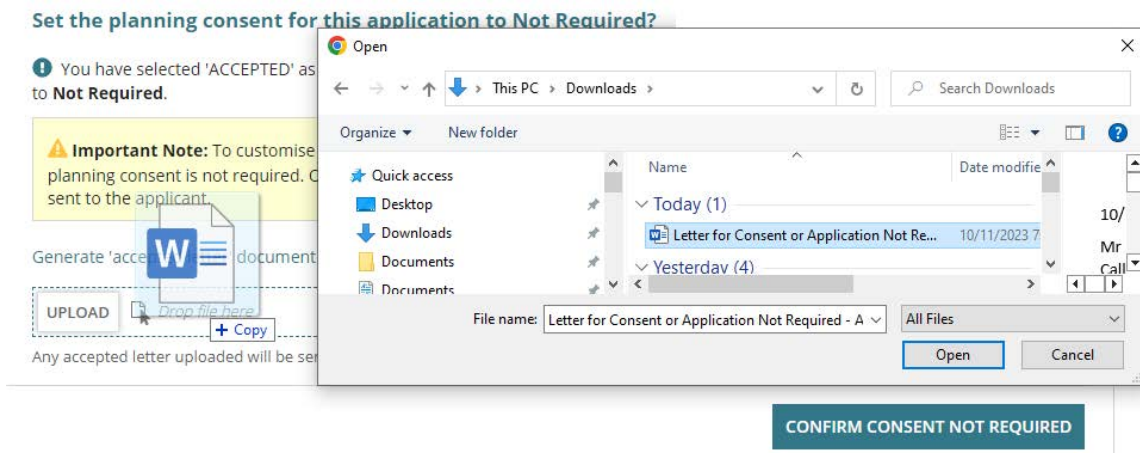 Set the planning consent for this application to Not Required?
You have selected 'ACCEPTED' as
to Not Required.
Important Note: To customise
planning consent is not required.
sent to the applicant.
Generate document
UPLOAD
Drop file here
+ Copy
Any accepted letter uploaded will be
Open
This PC > Downloads >
Search Downloads
Organize
New folder
Quick access
Desktop
Downloads
Documents
Documents
Name
Date modifie
Today (1)
Letter for Consent or Application Not Re...
10/11/2023 7
Yesterday (4)
10/
Mr
Call
File name:
Letter for Consent or Application Not Required - A
All Files
Open
Cancel
CONFIRM CONSENT NOT REQUIRED
W